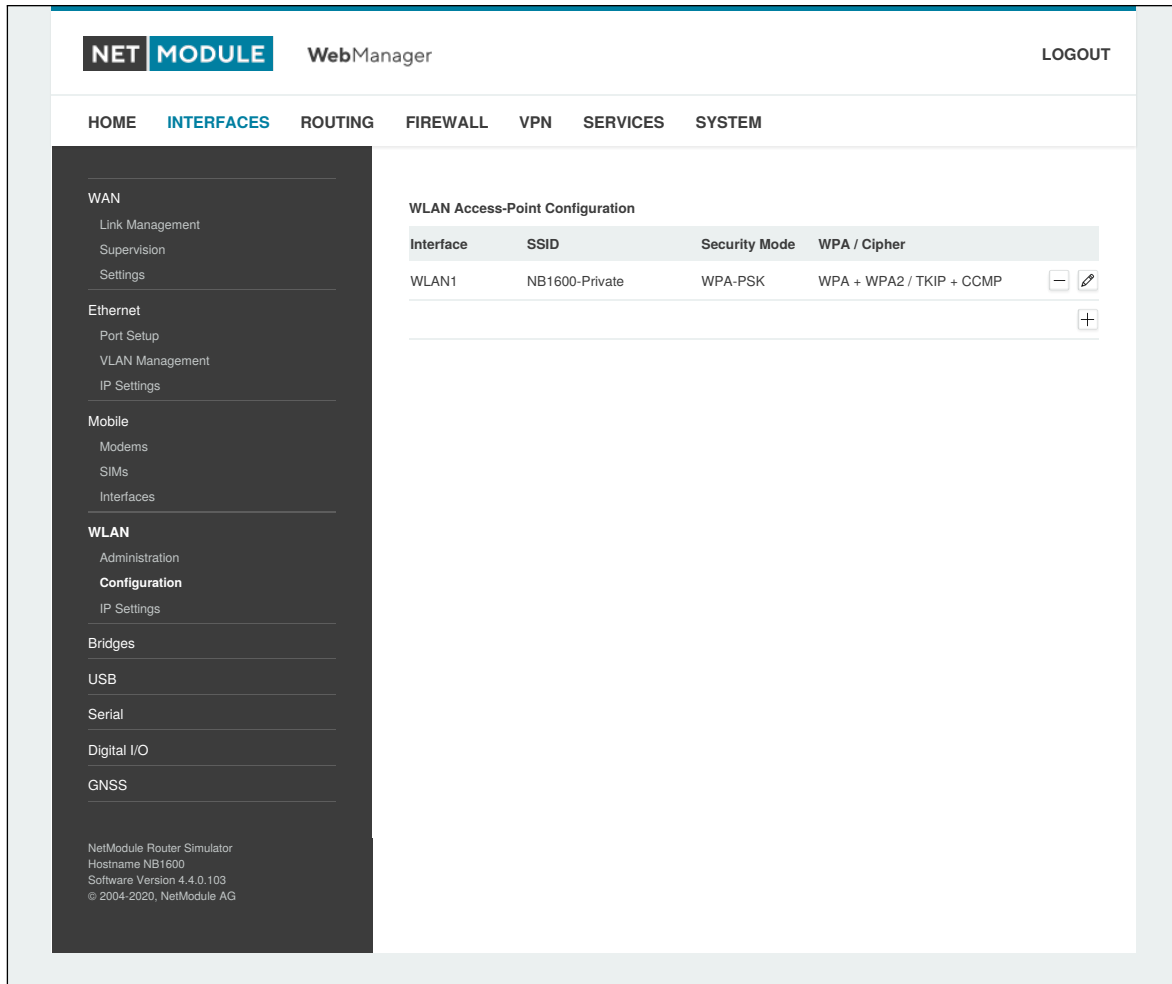 NET MODULE WebManager LOGOUT
HOME INTERFACES ROUTING FIREWALL VPN SERVICES SYSTEM
WAN
Link Management
Supervision
Settings
Ethernet
Port Setup
VLAN Management
IP Settings
Mobile
Modems
SIMs
Interfaces
WLAN
Administration
Configuration
IP Settings
Bridges
USB
Serial
Digital I/O
GNSS
NetModule Router Simulator
Hostname NB1600
Software Version 4.4.0.103
© 2004-2020, NetModule AG
WLAN Access-Point Configuration
Interface SSID Security Mode WPA / Cipher
WLAN1 NB1600-Private WPA-PSK WPA + WPA2 / TKIP + CCMP